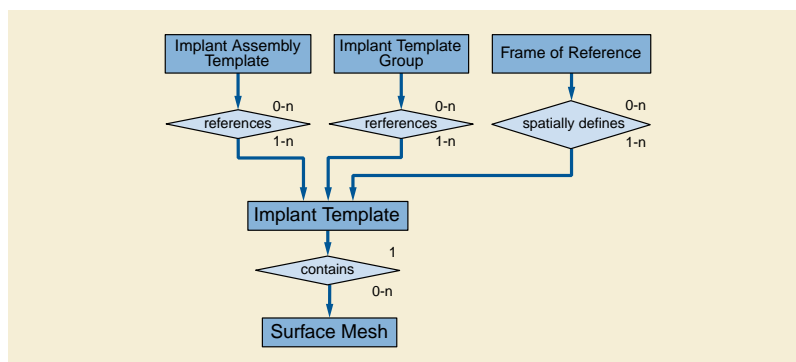 Implant Assembly
Template
Implant Template
Group
Frame of Reference
0-n
0-n
0-n
references
rerferences
spatially defines
1-n
1-n
1-n
Implant Template
1
contains
0-n
Surface Mesh